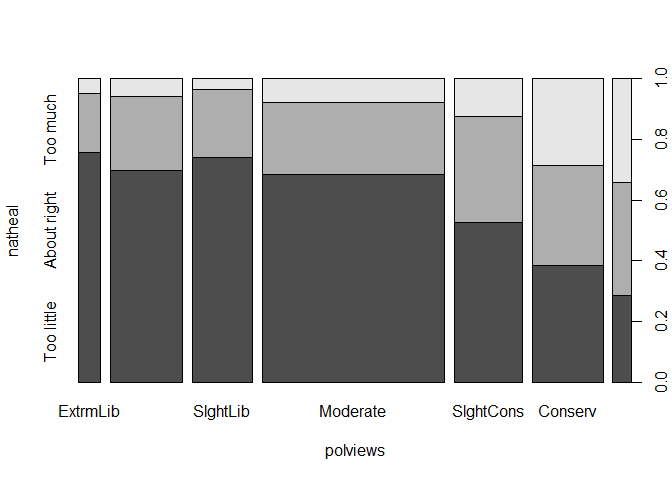 natheal
Too much
About right
Too little
1.0
0.8
0.6
0.4
0.2
0.0
ExtrmLib SlghtLib Moderate SlghtCons Conserv
polviews